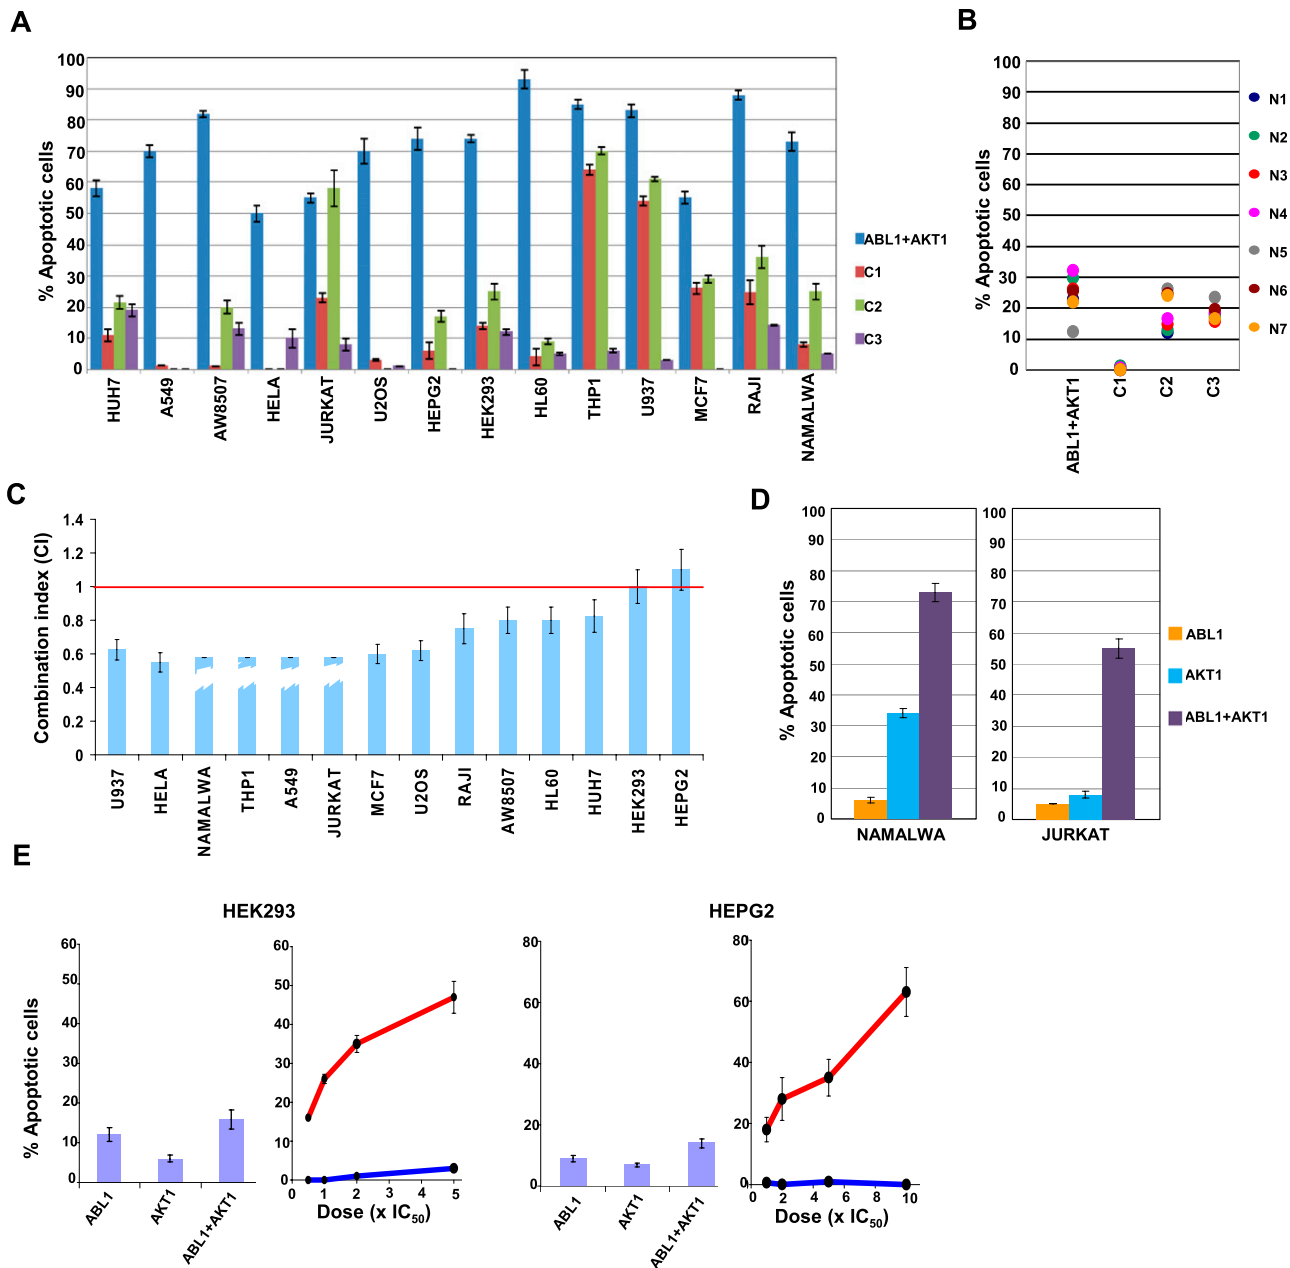 A
100
90
80
70
60
50
40
30
20
10
0
% Apoptotic cells
HUH7
A549
AW8507
HELA
JURKAT
U2OS
HEPG2
HEK293
HL60
THP1
U937
MCF7
RAJI
NAMALWA
ABL1+AKT1
C1
C2
C3
B
100
90
80
70
60
50
40
30
20
10
0
% Apoptotic cells
ABL1+AKT1
C1
C2
C3
N1
N2
N3
N4
N5
N6
N7
C
1.4
1.2
1
0.8
0.6
0.4
0.2
0
Combination index (CI)
U937
HELA
NAMALWA
THP1
A549
JURKAT
MCF7
U2OS
RAJI
AW8507
HL60
HUH7
HEK293
HEPG2
D
100
90
80
70
60
50
40
30
20
10
0
% Apoptotic cells
NAMALWA
100
90
80
70
60
50
40
30
20
10
0
JURKAT
ABL1
AKT1
ABL1+AKT1
E
HEK293
60
50
40
30
20
10
0
% Apoptotic cells
ABL1
AKT1
ABL1+AKT1
60
50
40
30
20
10
0
0 1 2 3 4 5
Dose (x IC50)
HEPG2
80
60
40
20
0
ABL1
AKT1
ABL1+AKT1
80
60
40
20
0
0 2 4 6 8 10
Dose (x IC50)